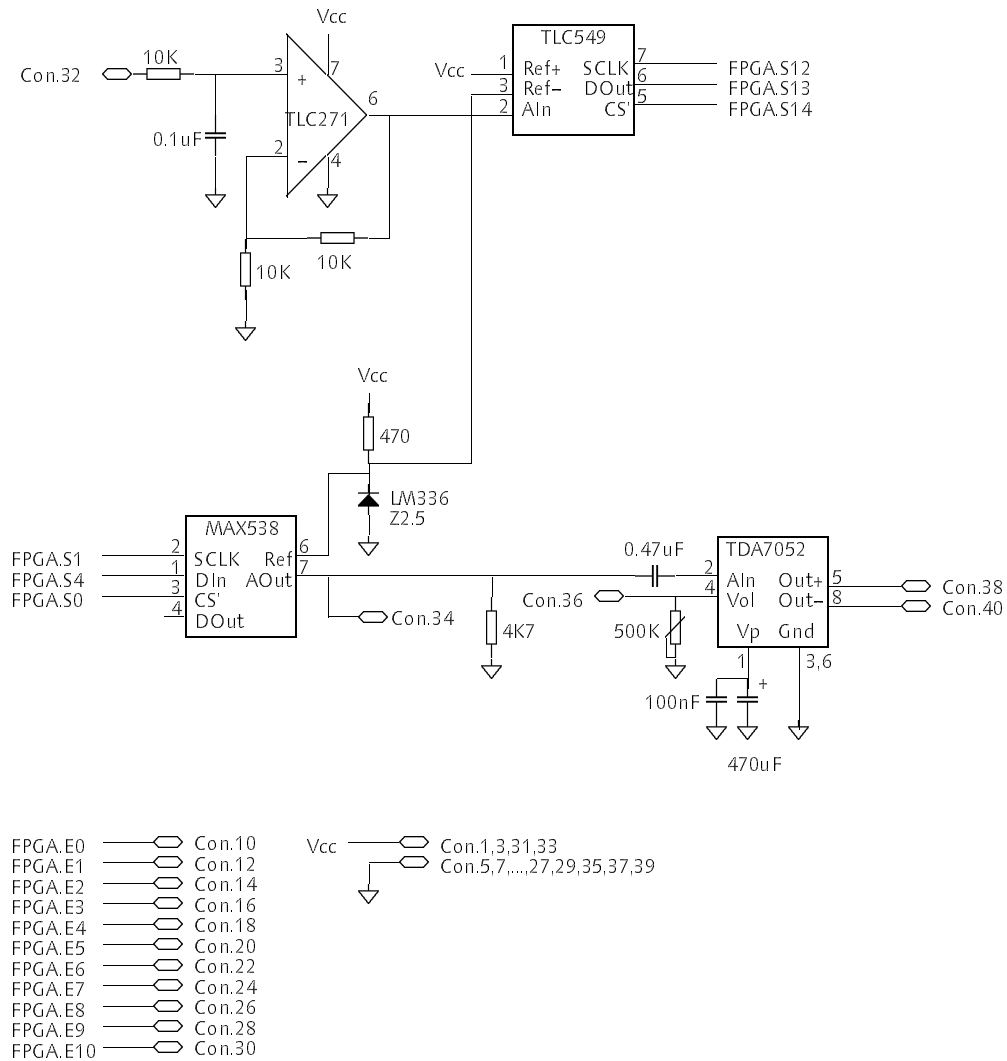 Vcc
TLC549
10K
Con.32
3
+
7
TLC271
6
Vcc
1
Ref+
SCLK
7
FPGA.S12
3
Ref−
DOut
6
FPGA.S13
2
AIn
CS'
5
FPGA.S14
0.1uF
2
−
4
10K
10K
Vcc
470
LM336
Z2.5
MAX538
FPGA.S1
2
SCLK
Ref
6
FPGA.S4
1
DIn
AOut
7
FPGA.S0
3
CS'
4
DOut
Con.34
4K7
0.47uF
TDA7052
2
AIn
Out+
5
Con.38
Con.36
4
Vol
Out−
8
Con.40
500K
Vp
Gnd
1
3,6
100nF
+
470uF
FPGA.E0
Con.10
FPGA.E1
Con.12
FPGA.E2
Con.14
FPGA.E3
Con.16
FPGA.E4
Con.18
FPGA.E5
Con.20
FPGA.E6
Con.22
FPGA.E7
Con.24
FPGA.E8
Con.26
FPGA.E9
Con.28
FPGA.E10
Con.30
Vcc
Con.1,3,31,33
Con.5,7,...,27,29,35,37,39